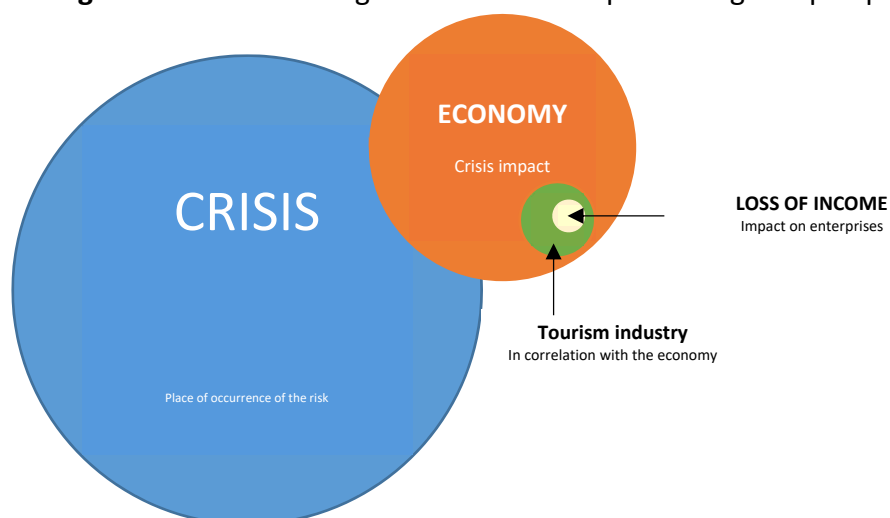 ECONOMY
Crisis impact
CRISIS
LOSS OF INCOME
Impact on enterprises
Tourism industry
In correlation with the economy
Place of occurrence of the risk